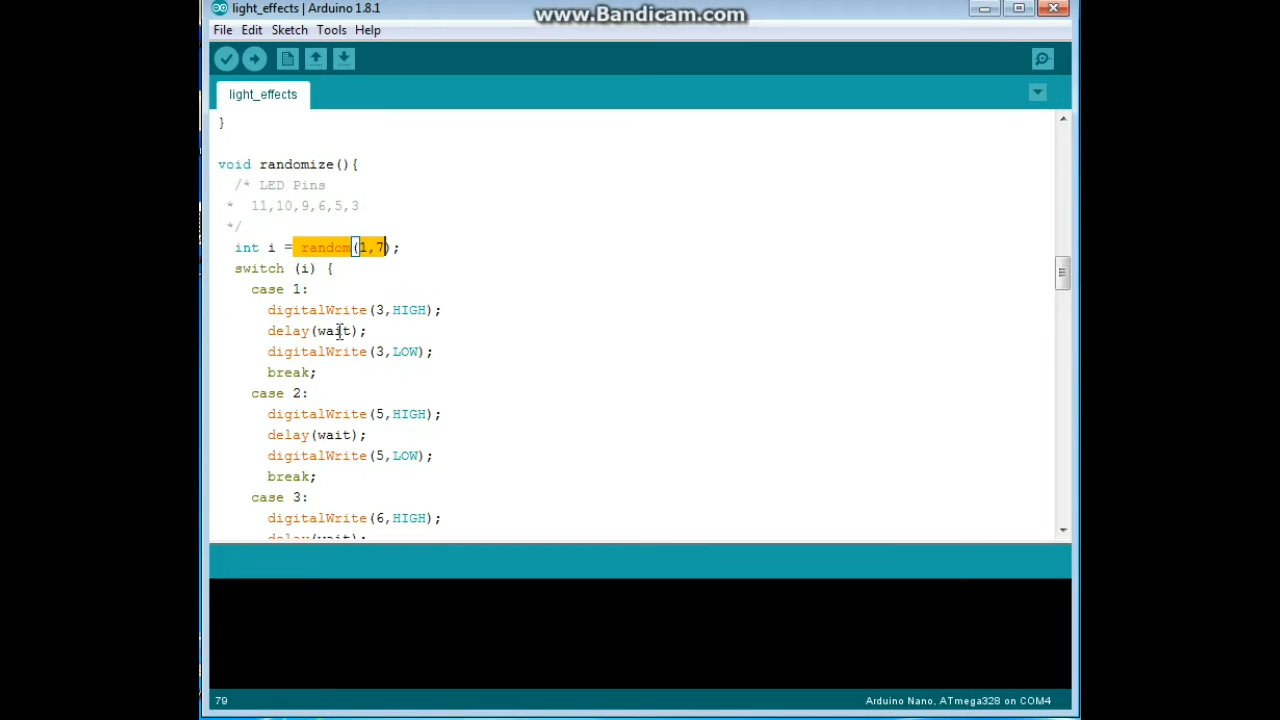 light_effects | Arduino 1.8.1
www.Bandicam.com
File Edit Sketch Tools Help
light_effects
}
void randomize(){
/* LED Pins
* 11,10,9,6,5,3
*/
int i = random(1,7);
switch (i) {
case 1:
digitalWrite(3,HIGH);
delay(wait);
digitalWrite(3,LOW);
break;
case 2:
digitalWrite(5,HIGH);
delay(wait);
digitalWrite(5,LOW);
break;
case 3:
digitalWrite(6,HIGH);
delay(wait);
79
Arduino Nano, ATmega328 on COM4